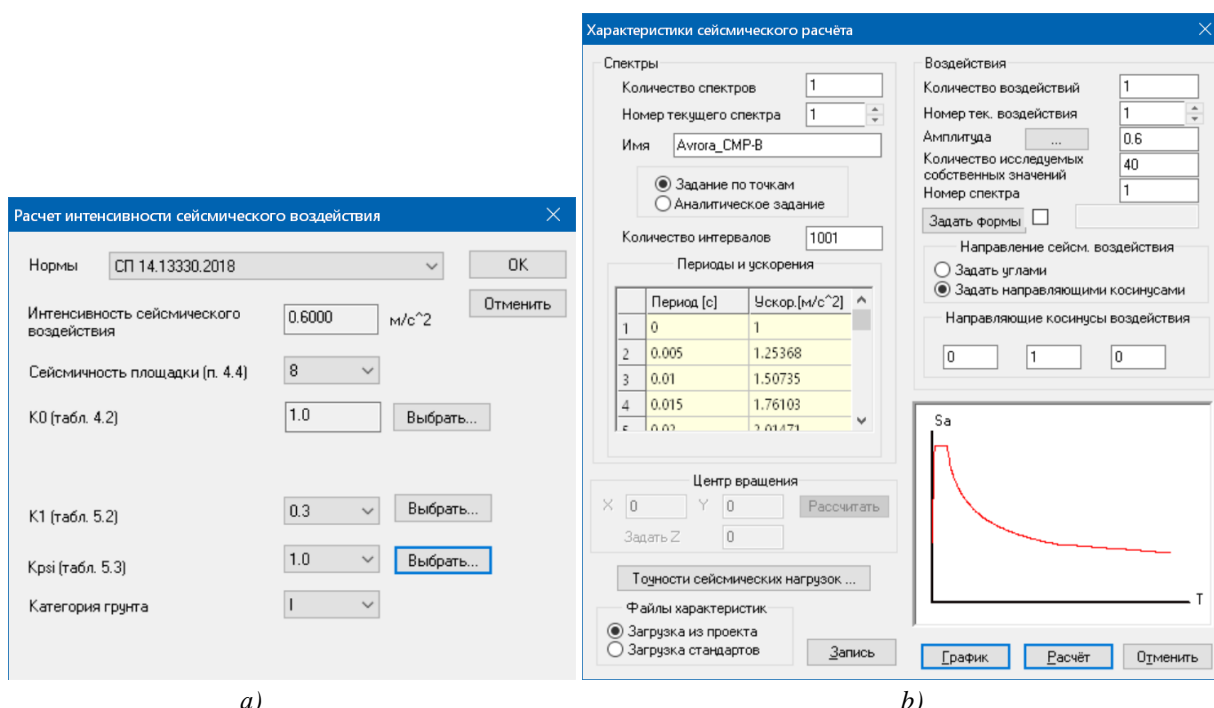 Расчет интенсивности сейсмического воздействия
Нормы СП 14.13330.2018 OK
Отменить
Интенсивность сейсмического
воздействия 0.6000 м/с^2
Сейсмичность площадки (п. 4.4) 8
K0 (табл. 4.2) 1.0 Выбрать...
K1 (табл. 5.2) 0.3 Выбрать...
Kpsi (табл. 5.3) 1.0 Выбрать...
Категория грунта I
a)
Характеристики сейсмического расчёта
Спектры
Количество спектров 1
Номер текущего спектра 1
Имя Avrora_CMP-B
Задание по точкам
Аналитическое задание
Количество интервалов 1001
Периоды и ускорения
Период [с] Ускор.[м/с^2]
1 0 1
2 0.005 1.25368
3 0.01 1.50735
4 0.015 1.76103
5 0.02 2.01471
Центр вращения
X 0 Y 0 Рассчитать
Задать Z 0
Точности сейсмических нагрузок ...
Файлы характеристик
Загрузка из проекта
Загрузка стандартов
Запись
Воздействия
Количество воздействий 1
Номер тек. воздействия 1
Амплитуда ... 0.6
Количество исследуемых
собственных значений 40
Номер спектра 1
Задать формы
Направление сейсм. воздействия
Задать углами
Задать направляющими косинусами
Направляющие косинусы воздействия
0 1 0
Sa
T
График Расчёт Отменить
b)